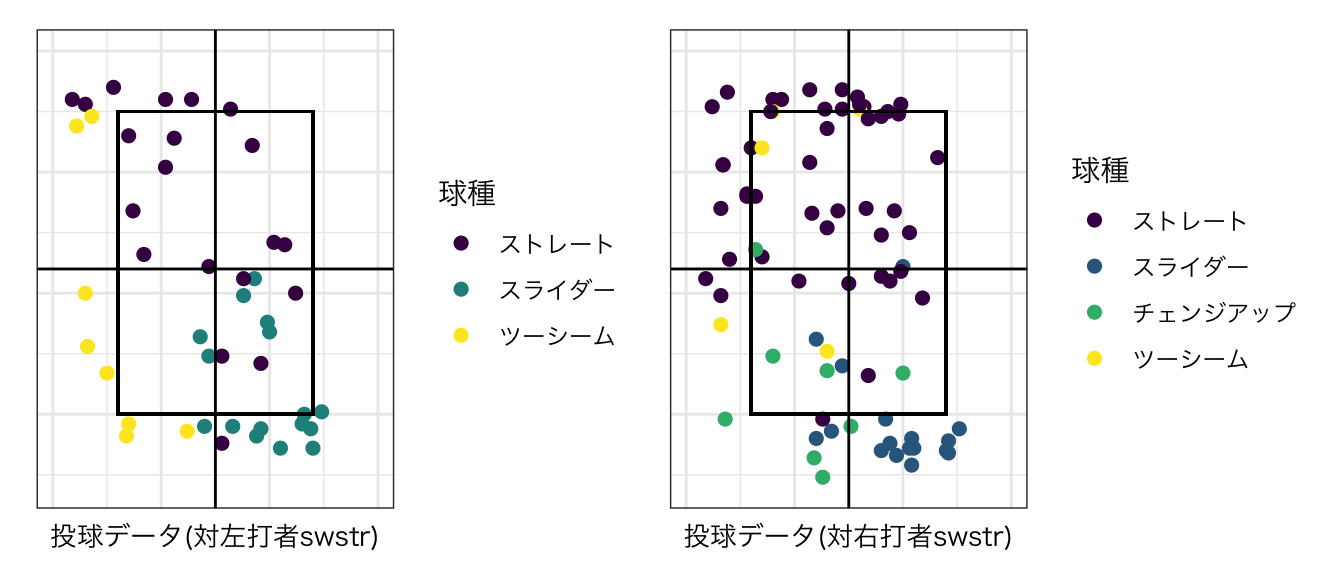 球種
ストレート
スライダー
ツーシーム
投球データ(対左打者swstr)
球種
ストレート
スライダー
チェンジアップ
ツーシーム
投球データ(対右打者swstr)